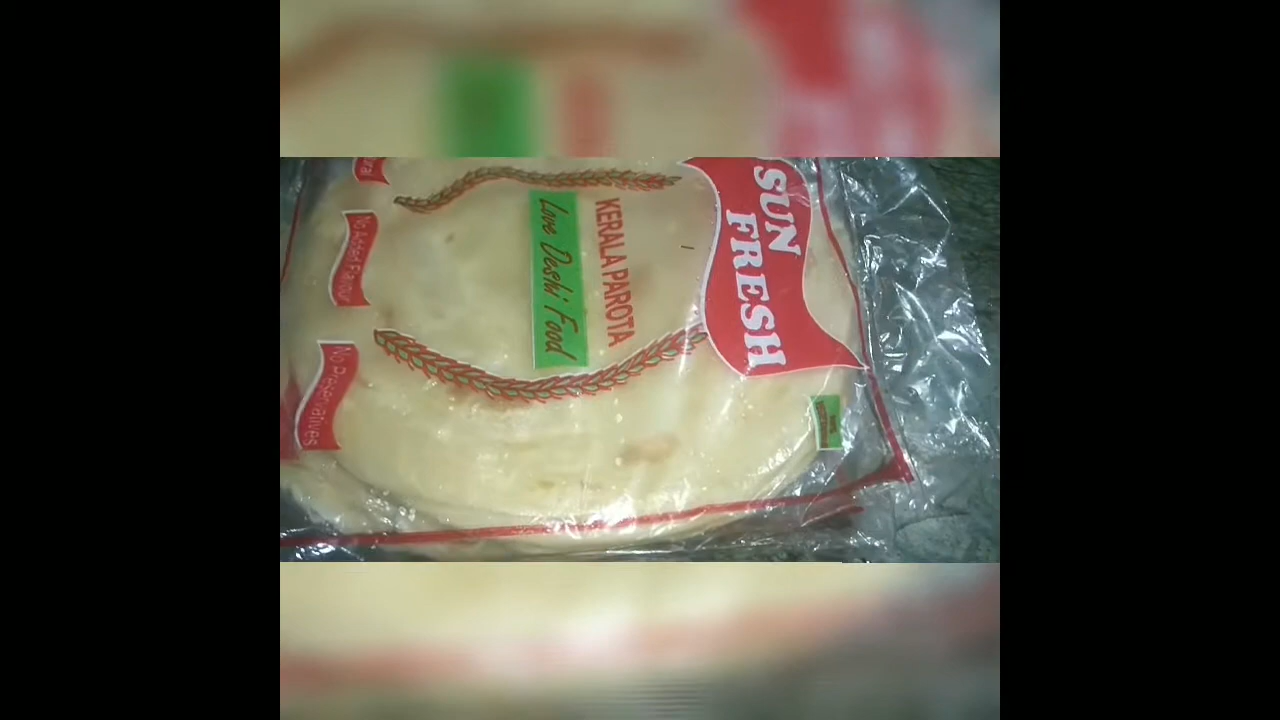 SUN
FRESH
KERALA PAROTA
Love Deshi Food
No Added Flavour
No Preservatives